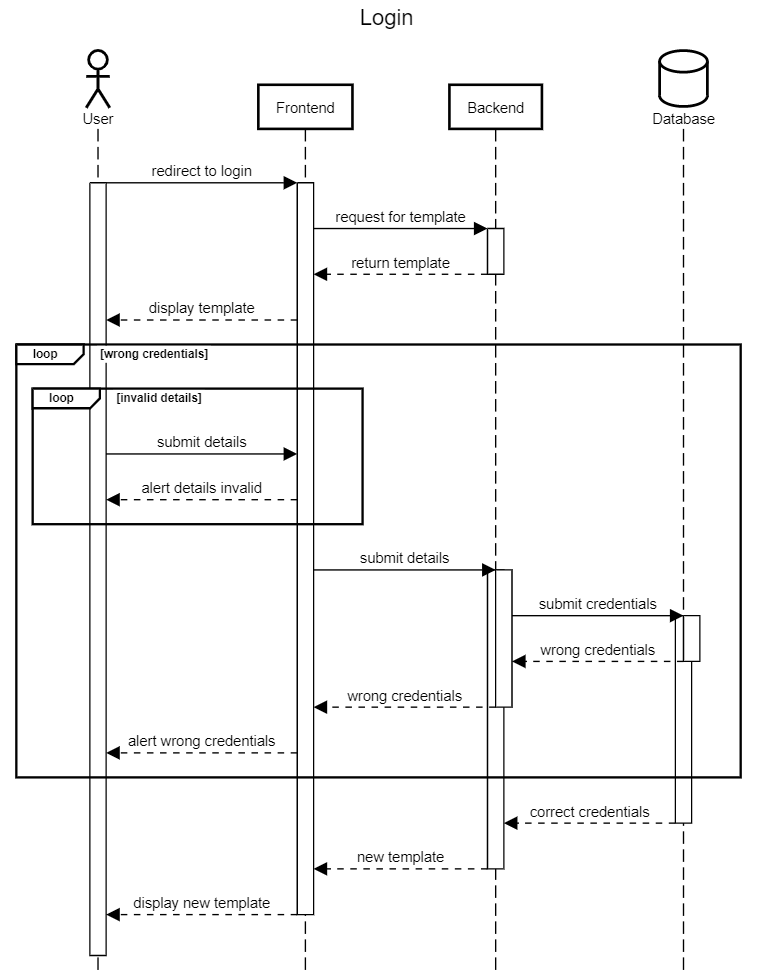 Login
User
Frontend
Backend
Database
redirect to login
request for template
return template
display template
loop [wrong credentials]
loop [invalid details]
submit details
alert details invalid
submit details
submit credentials
wrong credentials
wrong credentials
alert wrong credentials
correct credentials
new template
display new template